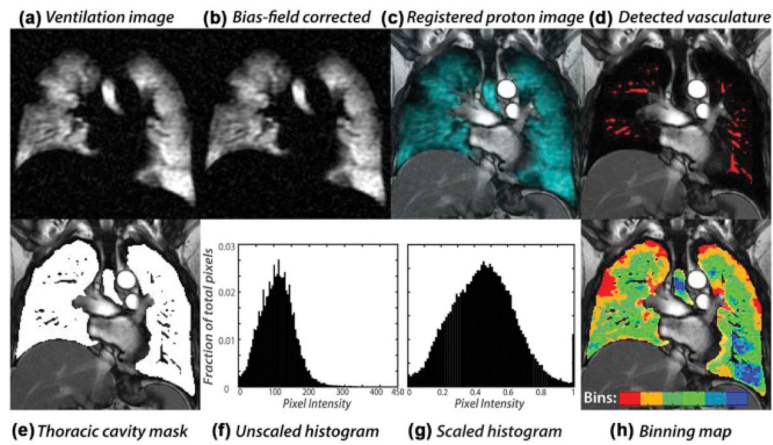 (a) Ventilation image
(b) Bias-field corrected
(c) Registered proton image
(d) Detected vasculature
Fraction of total pixels
0.03
0.02
0.01
0
0 100 200 300 450
Pixel Intensity
0 0.2 0.4 0.6 0.8 1
Pixel Intensity
Bins:
(e) Thoracic cavity mask
(f) Unscaled histogram
(g) Scaled histogram
(h) Binning map